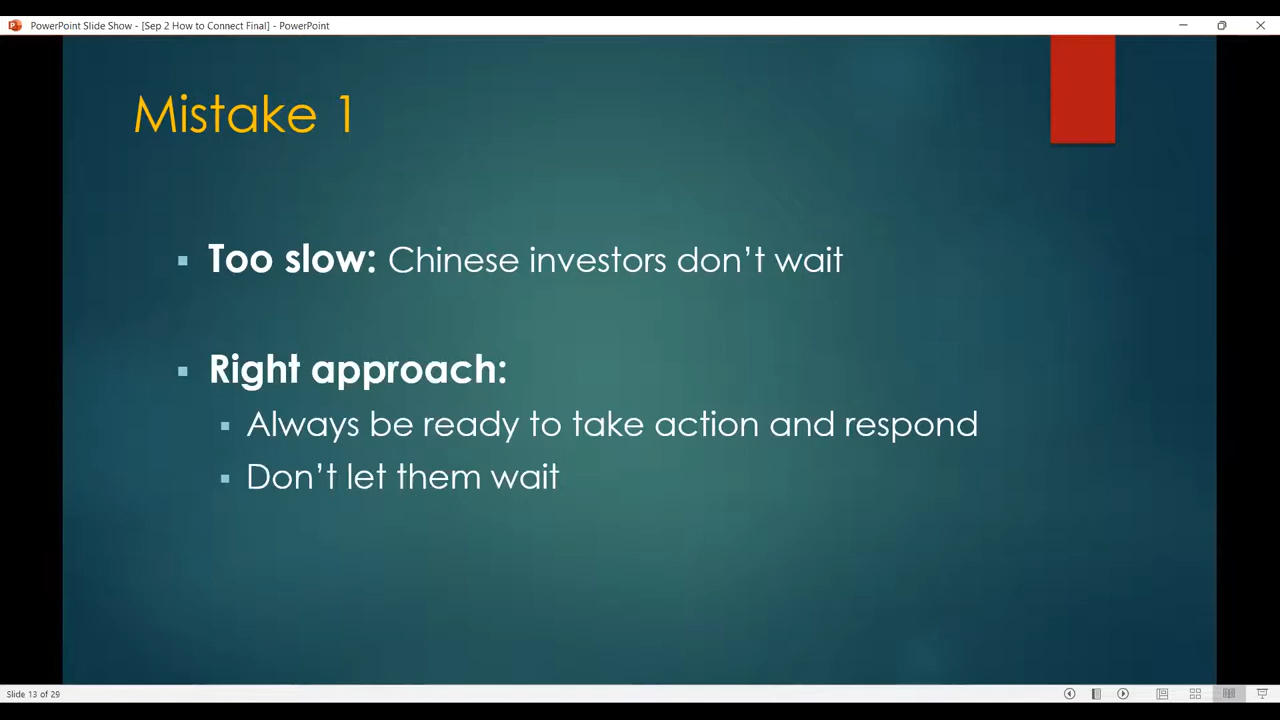 PowerPoint Slide Show - [Sep 2 How to Connect Final] - PowerPoint
Mistake 1
Too slow: Chinese investors don’t wait
Right approach:
Always be ready to take action and respond
Don’t let them wait
Slide 13 of 29